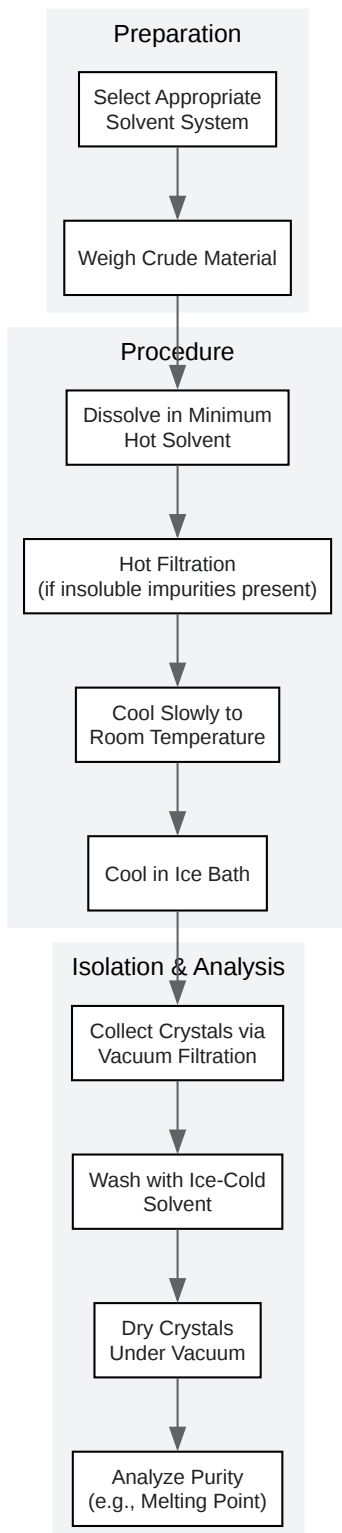 Preparation
Select Appropriate
Solvent System
Weigh Crude Material
Procedure
Dissolve in Minimum
Hot Solvent
Hot Filtration
(if insoluble impurities present)
Cool Slowly to
Room Temperature
Cool in Ice Bath
Isolation & Analysis
Collect Crystals via
Vacuum Filtration
Wash with Ice-Cold
Solvent
Dry Crystals
Under Vacuum
Analyze Purity
(e.g., Melting Point)